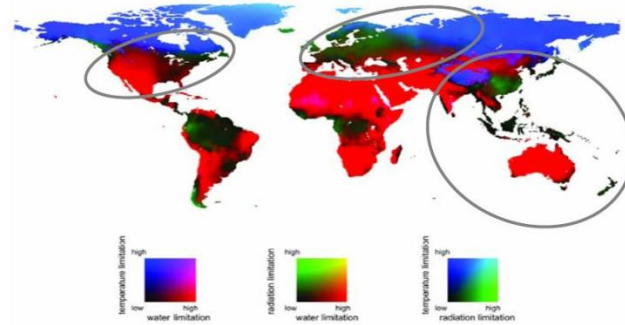 temperature limitation
high
low
high
water limitation
radiation limitation
high
low
high
water limitation
temperature limitation
high
low
high
radiation limitation